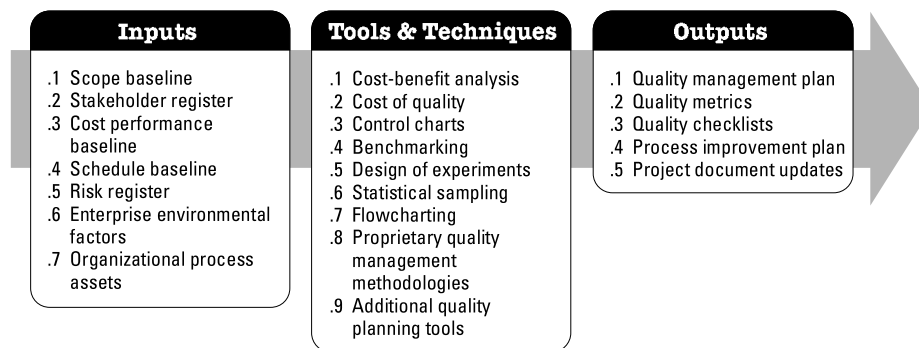 Inputs
.1 Scope baseline
.2 Stakeholder register
.3 Cost performance
baseline
.4 Schedule baseline
.5 Risk register
.6 Enterprise environmental
factors
.7 Organizational process
assets
Tools & Techniques
.1 Cost-benefit analysis
.2 Cost of quality
.3 Control charts
.4 Benchmarking
.5 Design of experiments
.6 Statistical sampling
.7 Flowcharting
.8 Proprietary quality
management
methodologies
.9 Additional quality
planning tools
Outputs
.1 Quality management plan
.2 Quality metrics
.3 Quality checklists
.4 Process improvement plan
.5 Project document updates